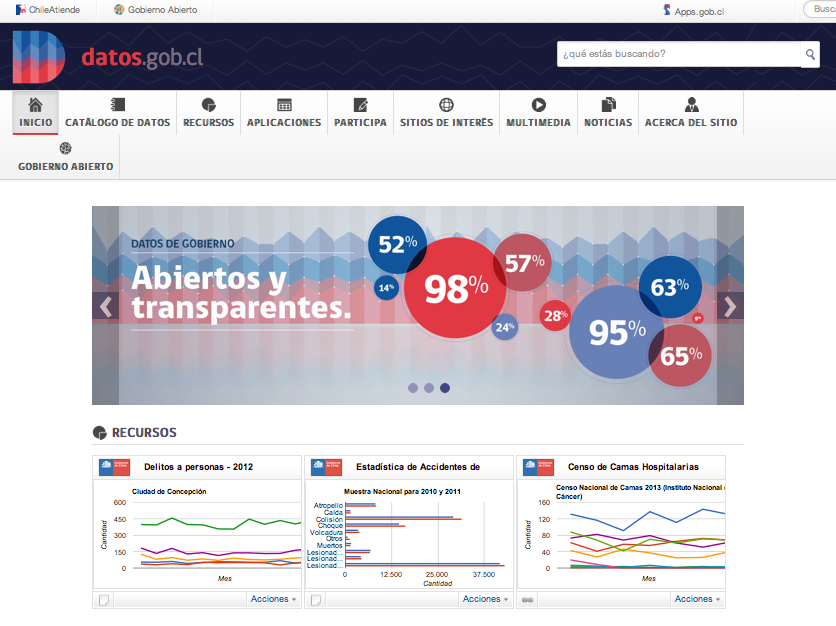 ChileAtiende
Gobierno Abierto
Apps.gob.cl
Busc
datos.gob.cl
¿qué estás buscando?
INICIO
CATÁLOGO DE DATOS
RECURSOS
APLICACIONES
PARTICIPA
SITIOS DE INTERÉS
MULTIMEDIA
NOTICIAS
ACERCA DEL SITIO
GOBIERNO ABIERTO
DATOS DE GOBIERNO
Abiertos y
transparentes.
52%
14%
98%
57%
24%
28%
95%
63%
65%
RECURSOS
Delitos a personas - 2012
Ciudad de Concepción
Cantidad
600
450
300
150
0
Mes
Acciones
Estadística de Accidentes de
Muestra Nacional para 2010 y 2011
Atropello
Caída
Colisión
Choque
Volcadura
Otros
Muertos
Lesionad...
Lesionad...
Lesionad...
0
12.500
25.000
37.500
Cantidad
Acciones
Censo de Camas Hospitalarias
Censo Nacional de Camas 2013 (Instituto Nacional
Cáncer)
Cantidad
160
120
80
40
0
Mes
Acciones